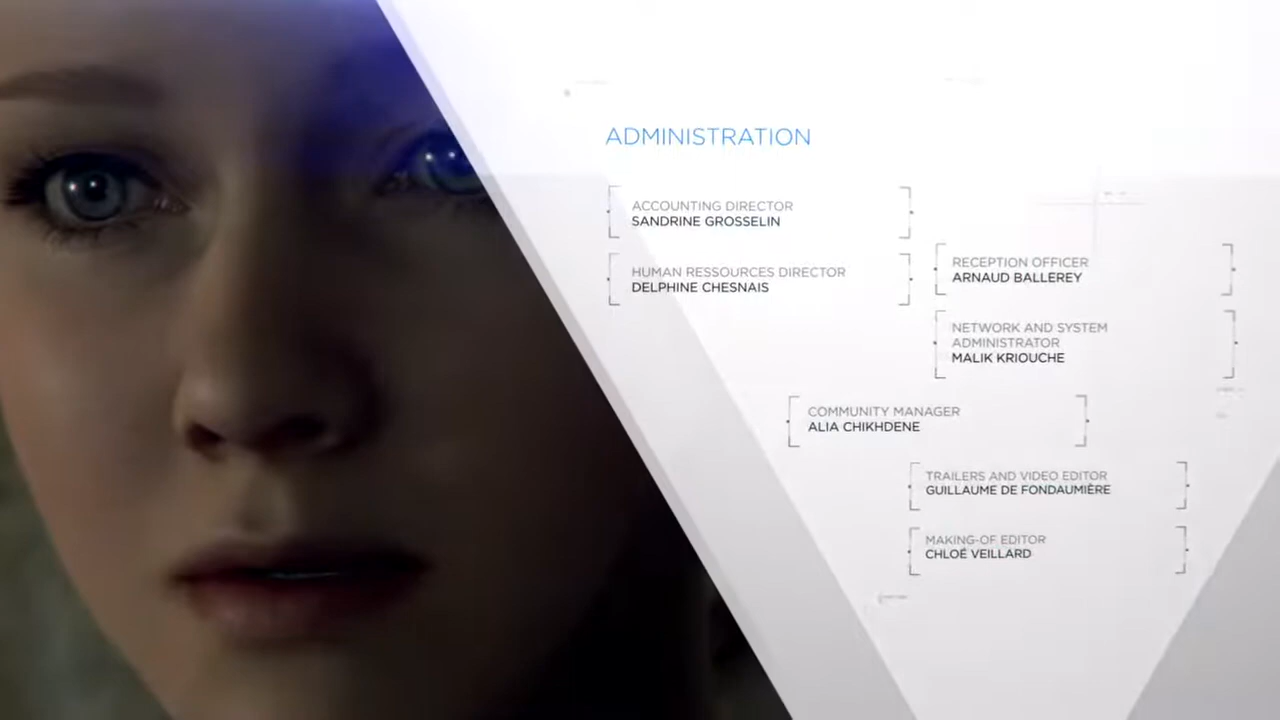 ADMINISTRATION
ACCOUNTING DIRECTOR
SANDRINE GROSSELIN
HUMAN RESSOURCES DIRECTOR
DELPHINE CHESNAIS
RECEPTION OFFICER
ARNAUD BALLEREY
NETWORK AND SYSTEM
ADMINISTRATOR
MALIK KRIOUCHE
COMMUNITY MANAGER
ALIA CHIKHDENE
TRAILERS AND VIDEO EDITOR
GUILLAUME DE FONDAUMIÈRE
MAKING-OF EDITOR
CHLOÉ VEILLARD